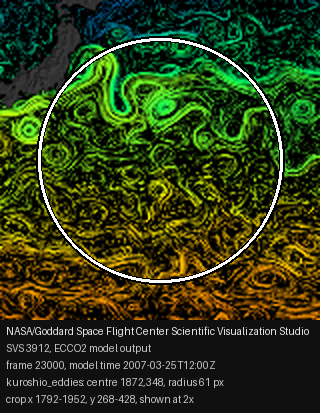 NASA/Goddard Space Flight Center Scientific Visualization Studio
SVS 3912, ECCO2 model output
frame 23000, model time 2007-03-25T12:00Z
kuroshio_eddies: centre 1872,348, radius 61 px
crop x 1792-1952, y 268-428, shown at 2x